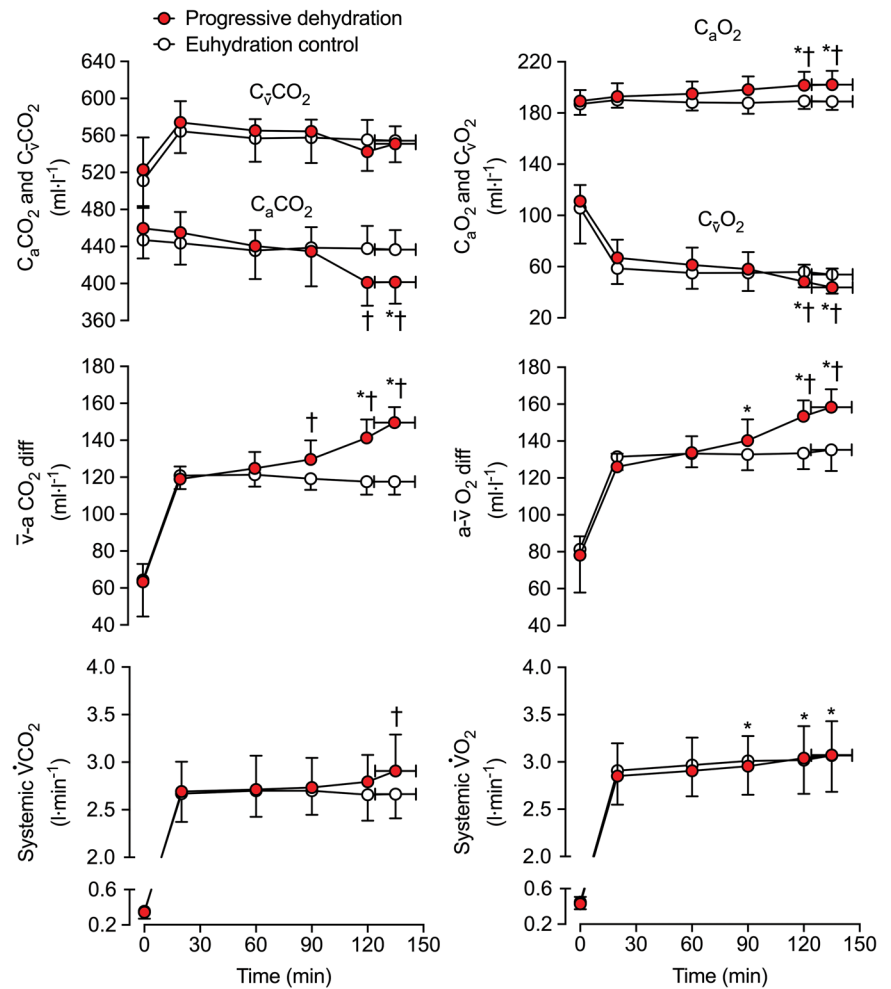 Progressive dehydration
Euhydration control
CaCO2 and Cv̄CO2
(ml·l⁻¹)
640
600
560
520
480
440
400
360
Cv̄CO2
CaCO2
†
*†
CaO2 and Cv̄O2
(ml·l⁻¹)
CaO2
220
180
140
100
60
20
*†
*†
Cv̄O2
*†
*†
v̄-a CO2 diff
(ml·l⁻¹)
180
160
140
120
100
80
60
40
†
*†
*†
a-v̄ O2 diff
(ml·l⁻¹)
180
160
140
120
100
80
60
40
*
*†
*†
Systemic V̇CO2
(l·min⁻¹)
4.0
3.5
3.0
2.5
2.0
0.6
0.2
†
0 30 60 90 120 150
Time (min)
Systemic V̇O2
(l·min⁻¹)
4.0
3.5
3.0
2.5
2.0
0.6
0.2
*
*
*
0 30 60 90 120 150
Time (min)